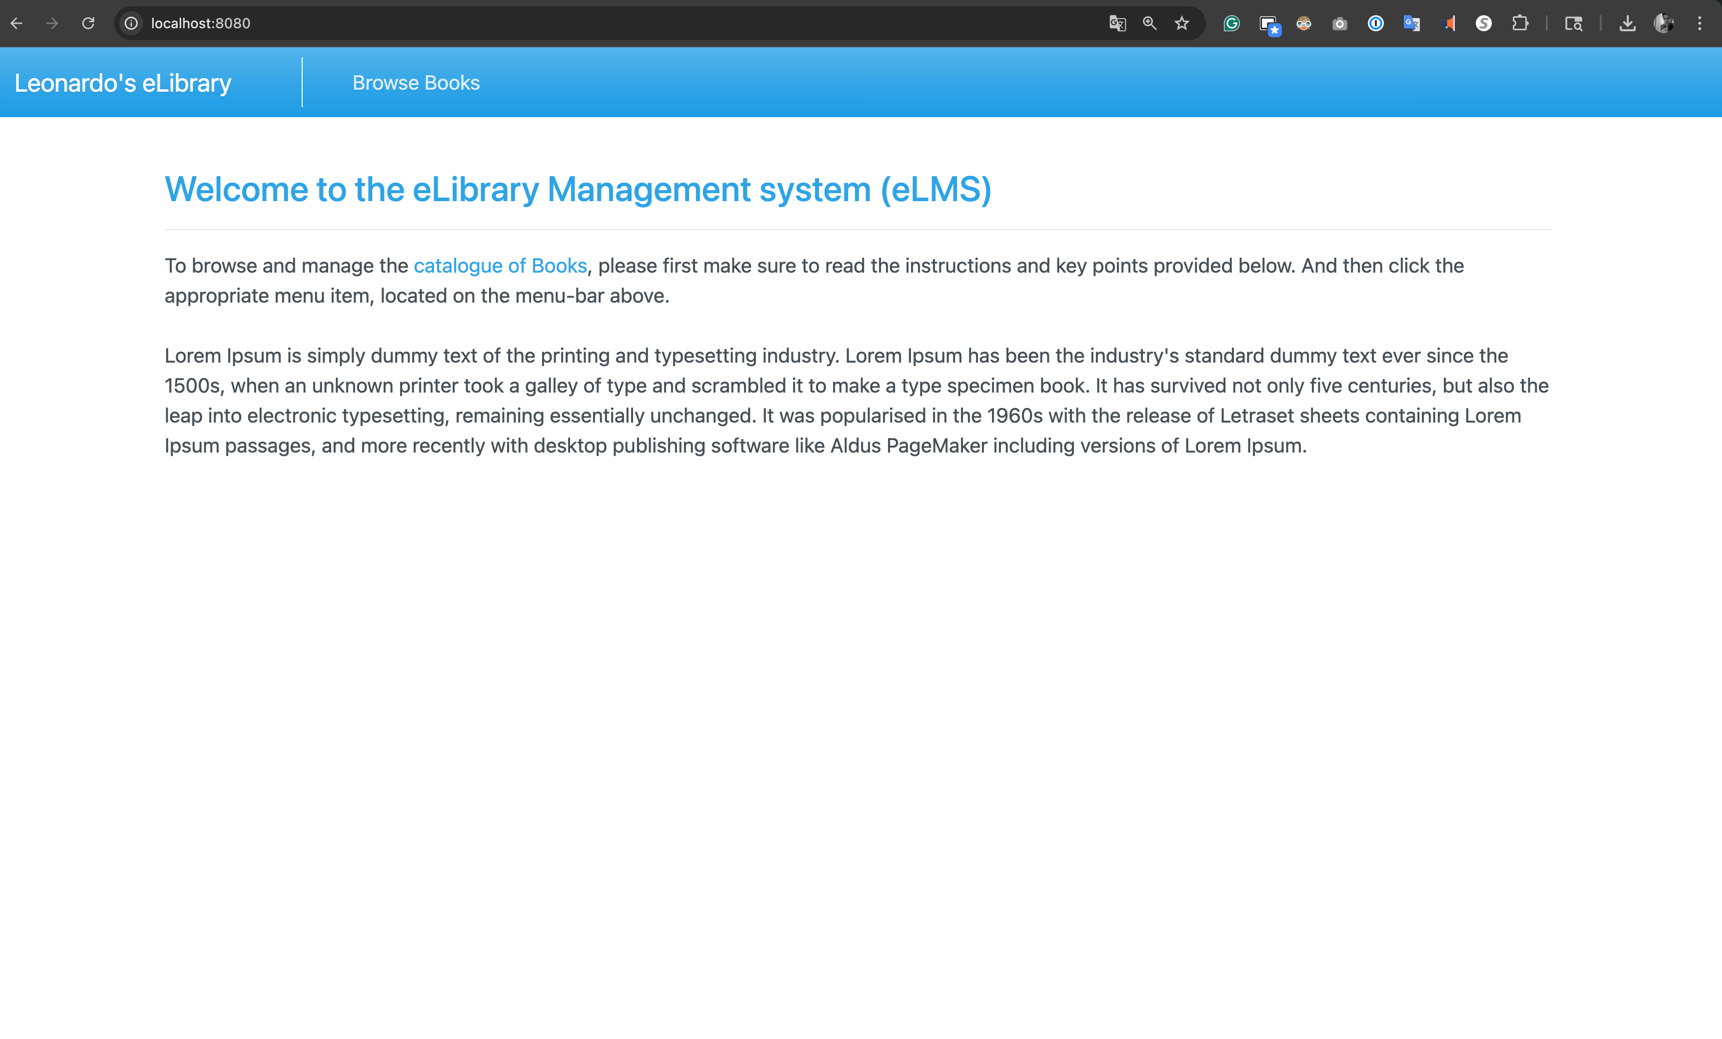 localhost:8080
Leonardo's eLibrary
Browse Books
Welcome to the eLibrary Management system (eLMS)
To browse and manage the catalogue of Books, please first make sure to read the instructions and key points provided below. And then click the
appropriate menu item, located on the menu-bar above.
Lorem Ipsum is simply dummy text of the printing and typesetting industry. Lorem Ipsum has been the industry's standard dummy text ever since the
1500s, when an unknown printer took a galley of type and scrambled it to make a type specimen book. It has survived not only five centuries, but also the
leap into electronic typesetting, remaining essentially unchanged. It was popularised in the 1960s with the release of Letraset sheets containing Lorem
Ipsum passages, and more recently with desktop publishing software like Aldus PageMaker including versions of Lorem Ipsum.